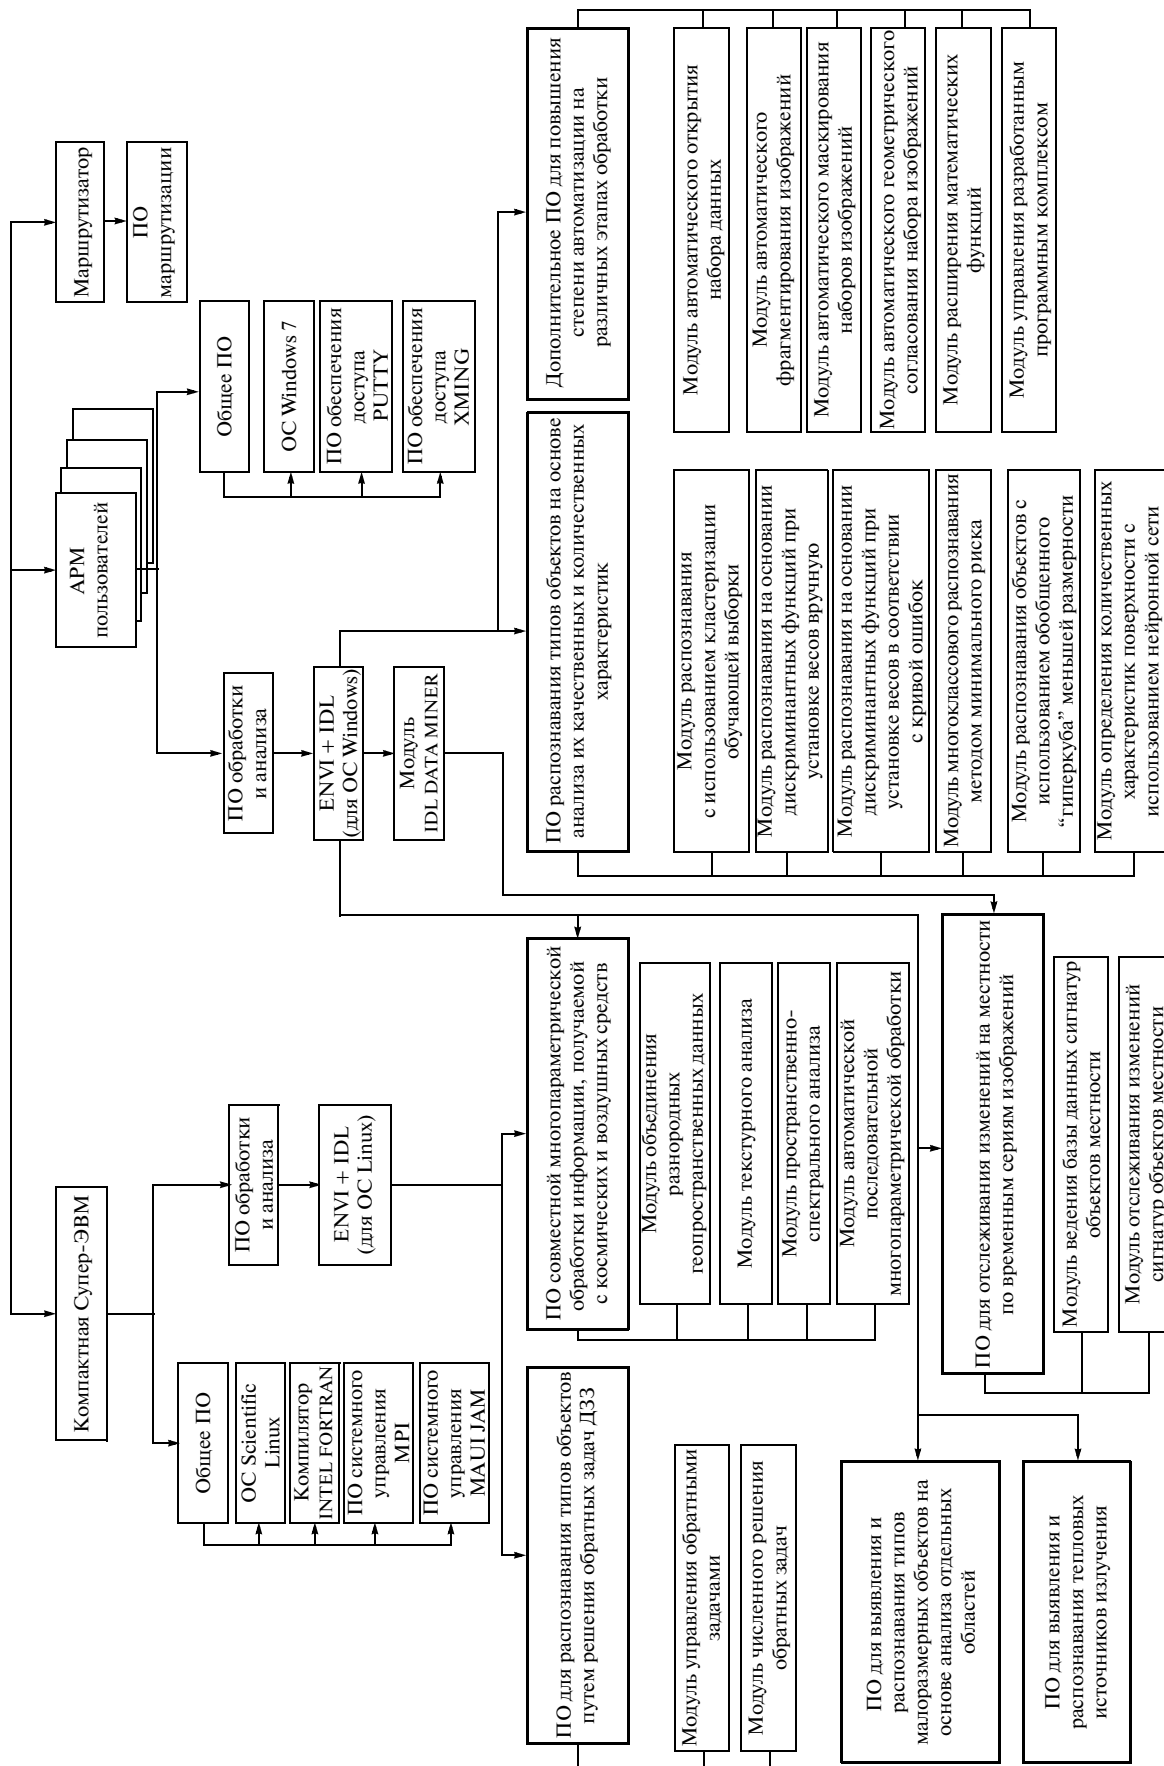 Компактная Супер-ЭВМ
АРМ
пользователей
Маршрутизатор
ПО
маршрутизации
Общее ПО
ОС Scientific
Linux
Компилятор
INTEL FORTRAN
ПО системного
управления
MPI
ПО системного
управления
MAUI JAM
ПО обработки
и анализа
ENVI + IDL
(для ОС Linux)
ПО обработки
и анализа
ENVI + IDL
(для ОС Windows)
Модуль
IDL DATA MINER
Общее ПО
ОС Windows 7
ПО обеспечения
доступа
PUTTY
ПО обеспечения
доступа
XMING
ПО для распознавания типов объектов
путем решения обратных задач ДЗЗ
Модуль управления обратными
задачами
Модуль численного решения
обратных задач
ПО совместной многопараметрической
обработки информации, получаемой
с космических и воздушных средств
Модуль объединения
разнородных
геопространственных данных
Модуль текстурного анализа
Модуль пространственно-
спектрального анализа
Модуль автоматической
последовательной
многопараметрической обработки
ПО распознавания типов объектов на основе
анализа их качественных и количественных
характеристик
Модуль распознавания
с использованием кластеризации
обучающей выборки
Модуль распознавания на основании
дискриминантных функций при
установке весов вручную
Модуль распознавания на основании
дискриминантных функций при
установке весов в соответствии
с кривой ошибок
Модуль многоклассового распознавания
методом минимального риска
Модуль распознавания объектов с
использованием обобщенного
“гиперкуба” меньшей размерности
Модуль определения количественных
характеристик поверхности с
использованием нейронной сети
Дополнительное ПО для повышения
степени автоматизации на
различных этапах обработки
Модуль автоматического открытия
набора данных
Модуль автоматического
фрагментирования изображений
Модуль автоматического маскирования
наборов изображений
Модуль автоматического геометрического
согласования набора изображений
Модуль расширения математических
функций
Модуль управления разработанным
программным комплексом
ПО для выявления и
распознавания типов
малоразмерных объектов на
основе анализа отдельных
областей
ПО для выявления и
распознавания тепловых
источников излучения
ПО для отслеживания изменений на местности
по временным сериям изображений
Модуль ведения базы данных сигнатур
объектов местности
Модуль отслеживания изменений
сигнатур объектов местности